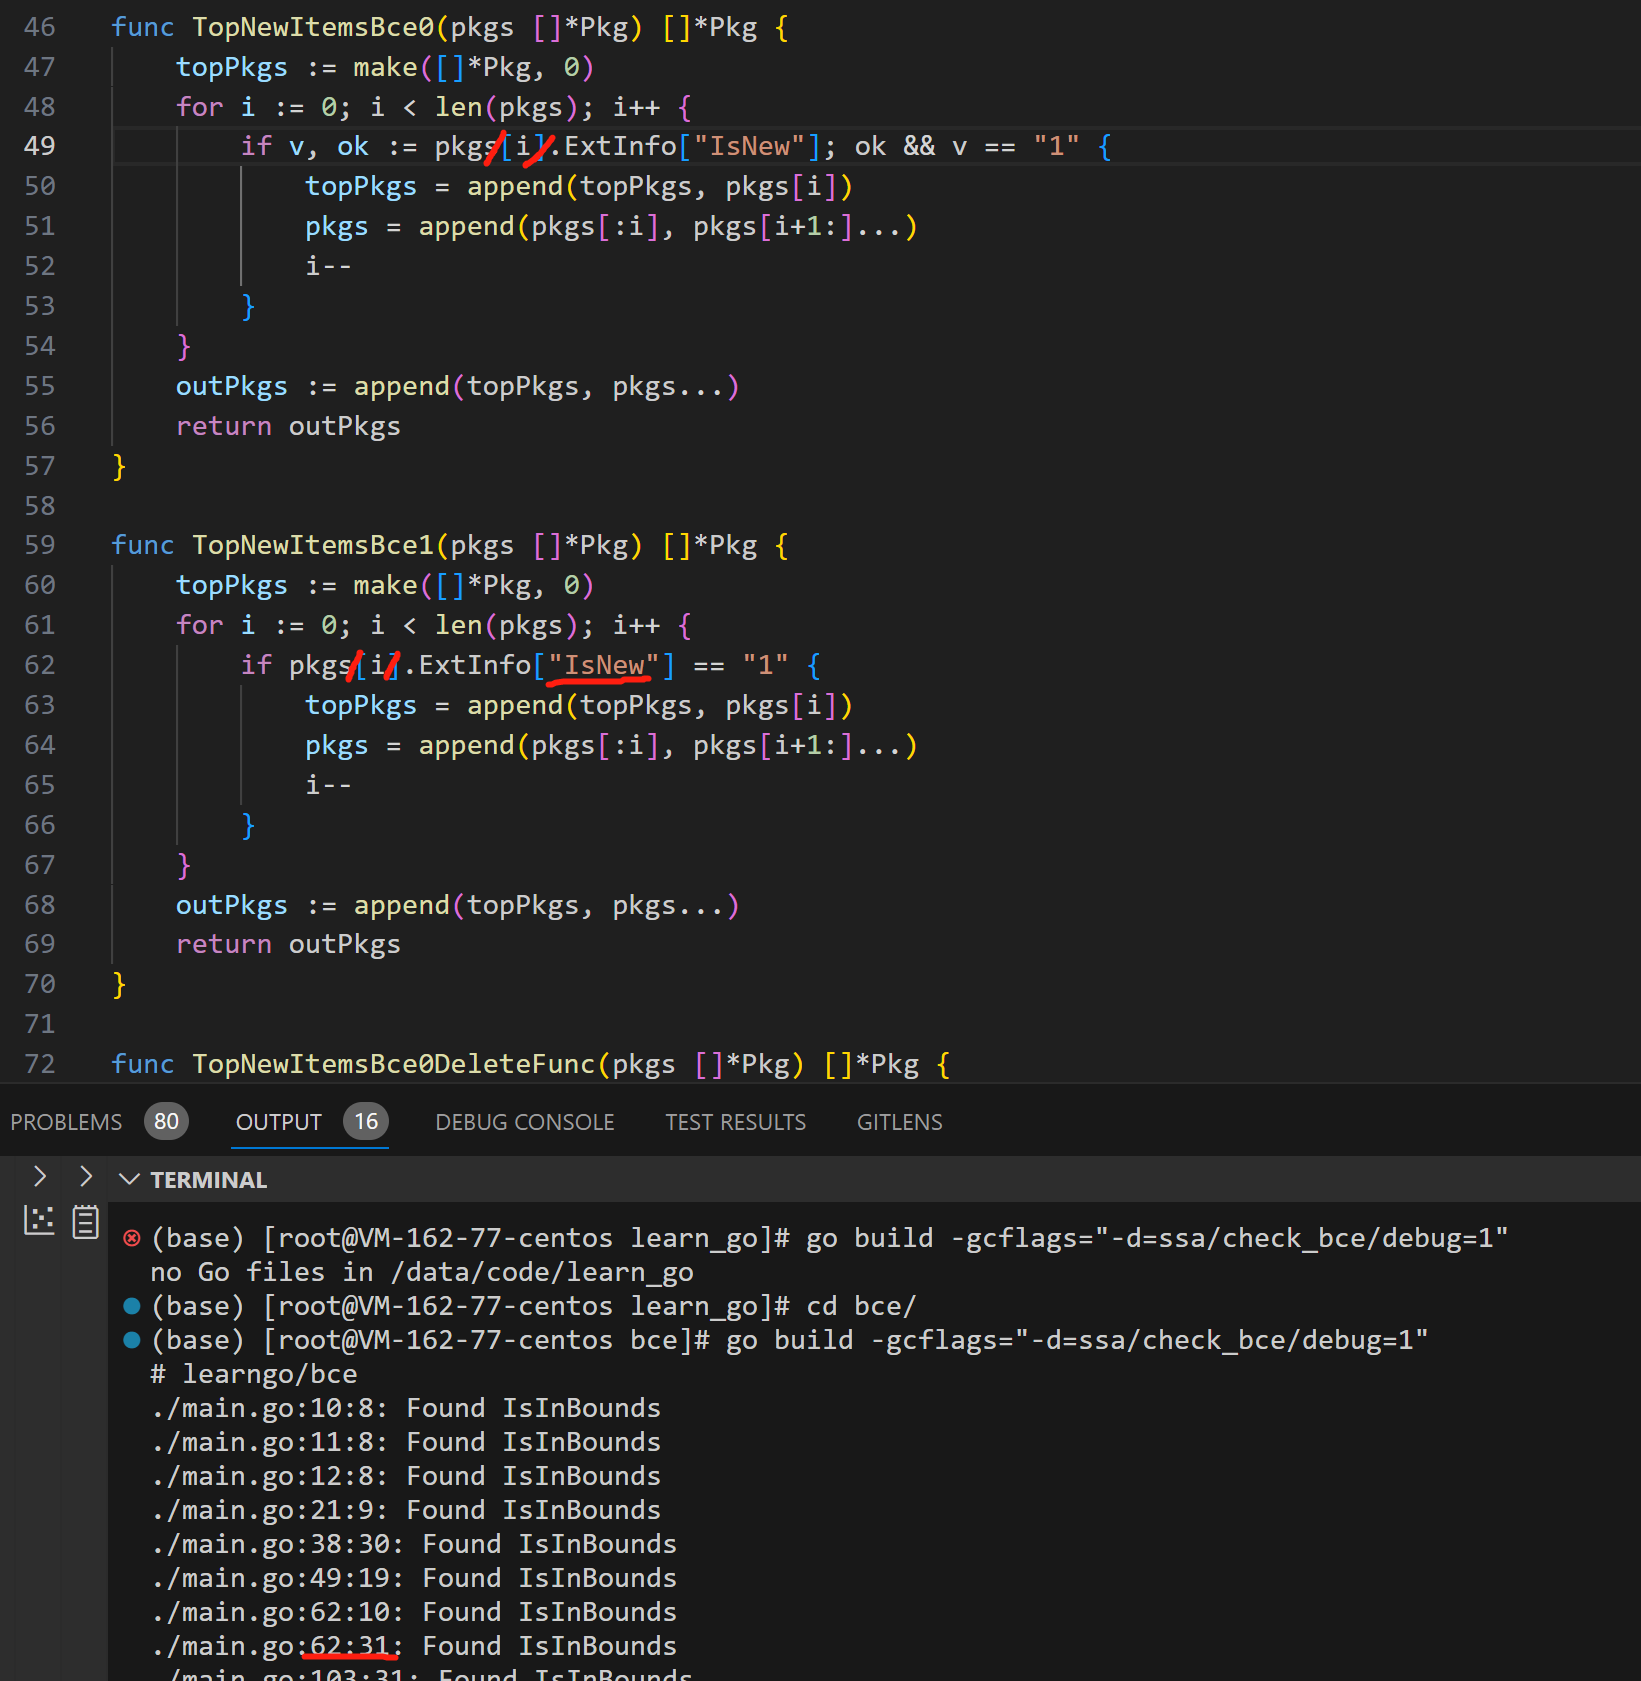 46 func TopNewItemsBce0(pkgs []*Pkg) []*Pkg {
47 topPkgs := make([]*Pkg, 0)
48 for i := 0; i < len(pkgs); i++ {
49 if v, ok := pkgs[i].ExtInfo["IsNew"]; ok && v == "1" {
50 topPkgs = append(topPkgs, pkgs[i])
51 pkgs = append(pkgs[:i], pkgs[i+1:]...)
52 i--
53 }
54 }
55 outPkgs := append(topPkgs, pkgs...)
56 return outPkgs
57 }
58
59 func TopNewItemsBce1(pkgs []*Pkg) []*Pkg {
60 topPkgs := make([]*Pkg, 0)
61 for i := 0; i < len(pkgs); i++ {
62 if pkgs[i].ExtInfo["IsNew"] == "1" {
63 topPkgs = append(topPkgs, pkgs[i])
64 pkgs = append(pkgs[:i], pkgs[i+1:]...)
65 i--
66 }
67 }
68 outPkgs := append(topPkgs, pkgs...)
69 return outPkgs
70 }
71
72 func TopNewItemsBce0DeleteFunc(pkgs []*Pkg) []*Pkg {
PROBLEMS 80 OUTPUT 16 DEBUG CONSOLE TEST RESULTS GITLENS
TERMINAL
(base) [root@VM-162-77-centos learn_go]# go build -gcflags="-d=ssa/check_bce/debug=1"
no Go files in /data/code/learn_go
(base) [root@VM-162-77-centos learn_go]# cd bce/
(base) [root@VM-162-77-centos bce]# go build -gcflags="-d=ssa/check_bce/debug=1"
# learngo/bce
./main.go:10:8: Found IsInBounds
./main.go:11:8: Found IsInBounds
./main.go:12:8: Found IsInBounds
./main.go:21:9: Found IsInBounds
./main.go:38:30: Found IsInBounds
./main.go:49:19: Found IsInBounds
./main.go:62:10: Found IsInBounds
./main.go:62:31: Found IsInBounds
./main.go:103:31: Found IsInBounds